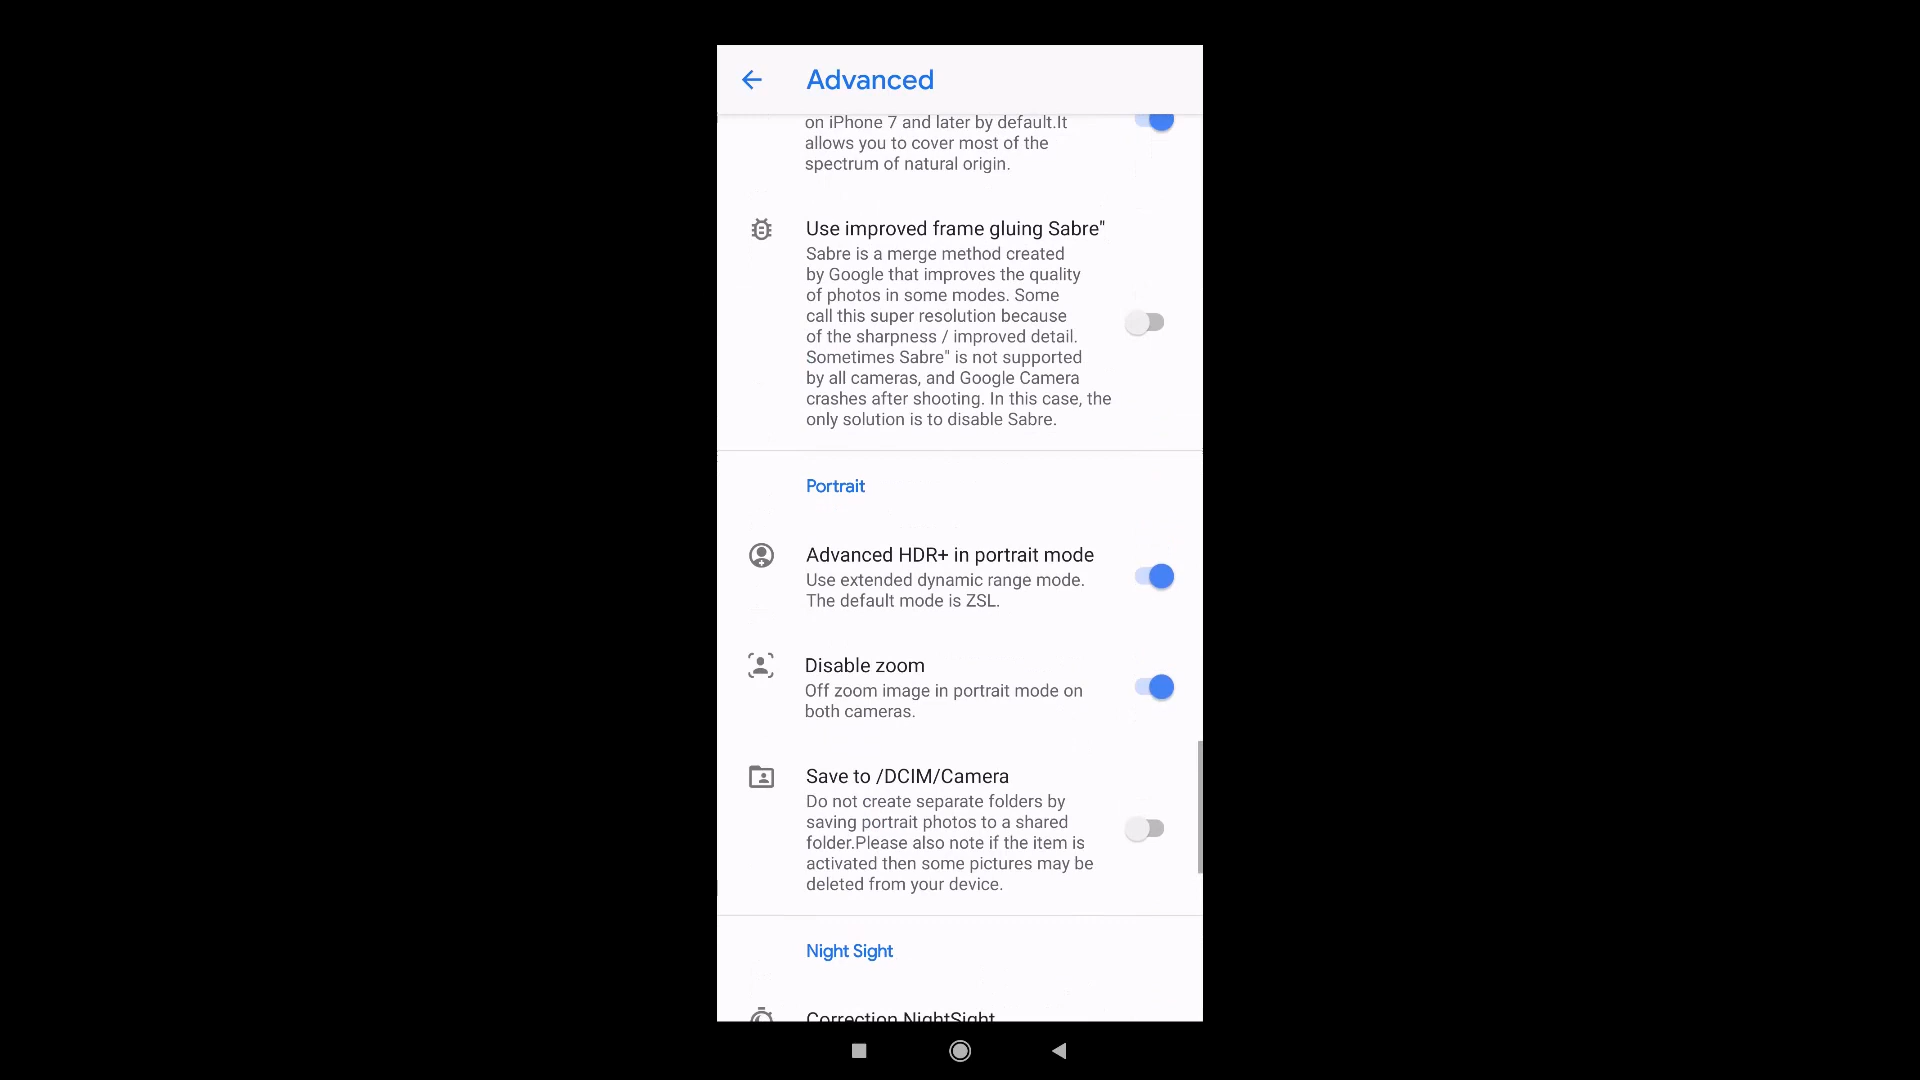 Advanced
on iPhone 7 and later by default.It
allows you to cover most of the
spectrum of natural origin.
Use improved frame gluing Sabre"
Sabre is a merge method created
by Google that improves the quality
of photos in some modes. Some
call this super resolution because
of the sharpness / improved detail.
Sometimes Sabre" is not supported
by all cameras, and Google Camera
crashes after shooting. In this case, the
only solution is to disable Sabre.
Portrait
Advanced HDR+ in portrait mode
Use extended dynamic range mode.
The default mode is ZSL.
Disable zoom
Off zoom image in portrait mode on
both cameras.
Save to /DCIM/Camera
Do not create separate folders by
saving portrait photos to a shared
folder.Please also note if the item is
activated then some pictures may be
deleted from your device.
Night Sight
Correction NightSight